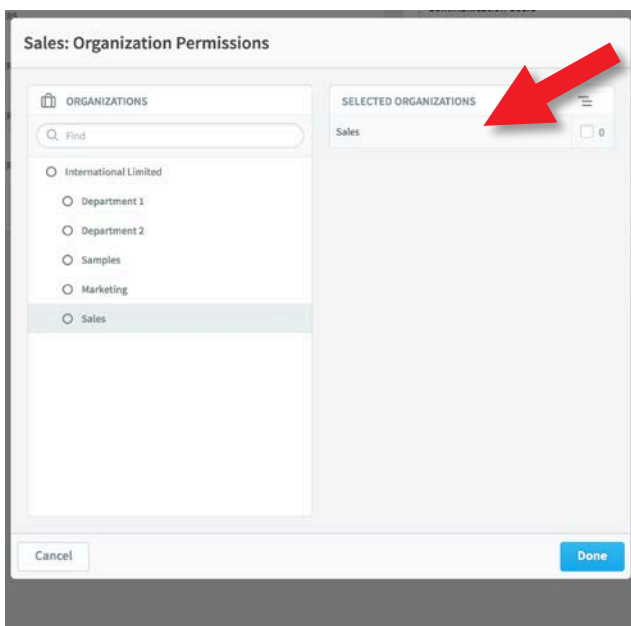 Sales: Organization Permissions
ORGANIZATIONS
Find
International Limited
Department 1
Department 2
Samples
Marketing
Sales
SELECTED ORGANIZATIONS
Sales
0
Cancel
Done